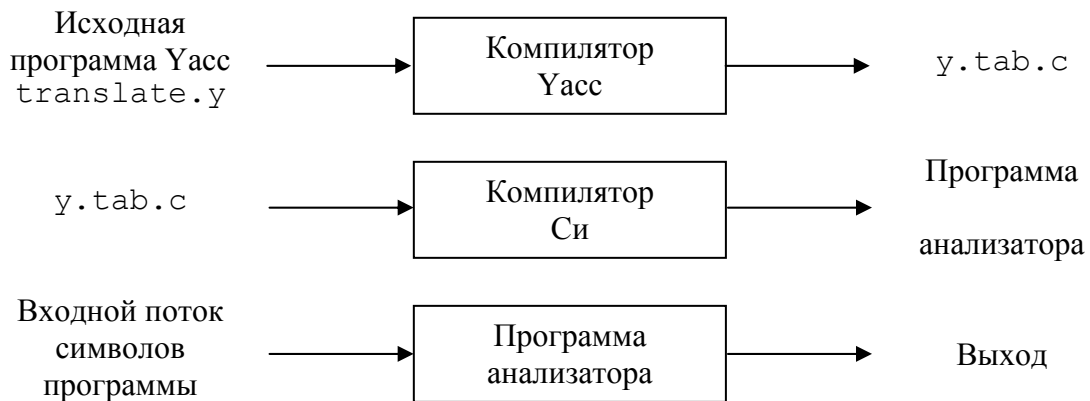 Исходная
программа Yacc
translate.y
Компилятор
Yacc
y.tab.c
y.tab.c
Компилятор
Си
Программа
анализатора
Входной поток
символов
программы
Программа
анализатора
Выход